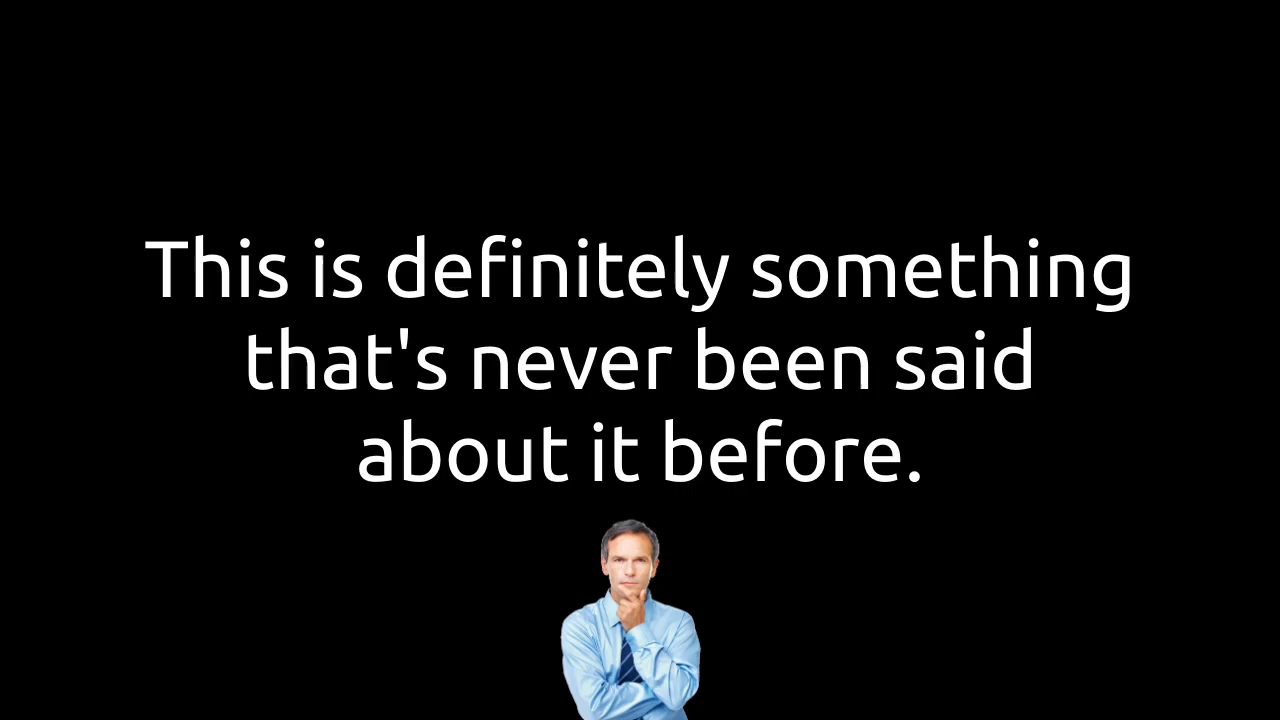 This is definitely something
that's never been said
about it before.